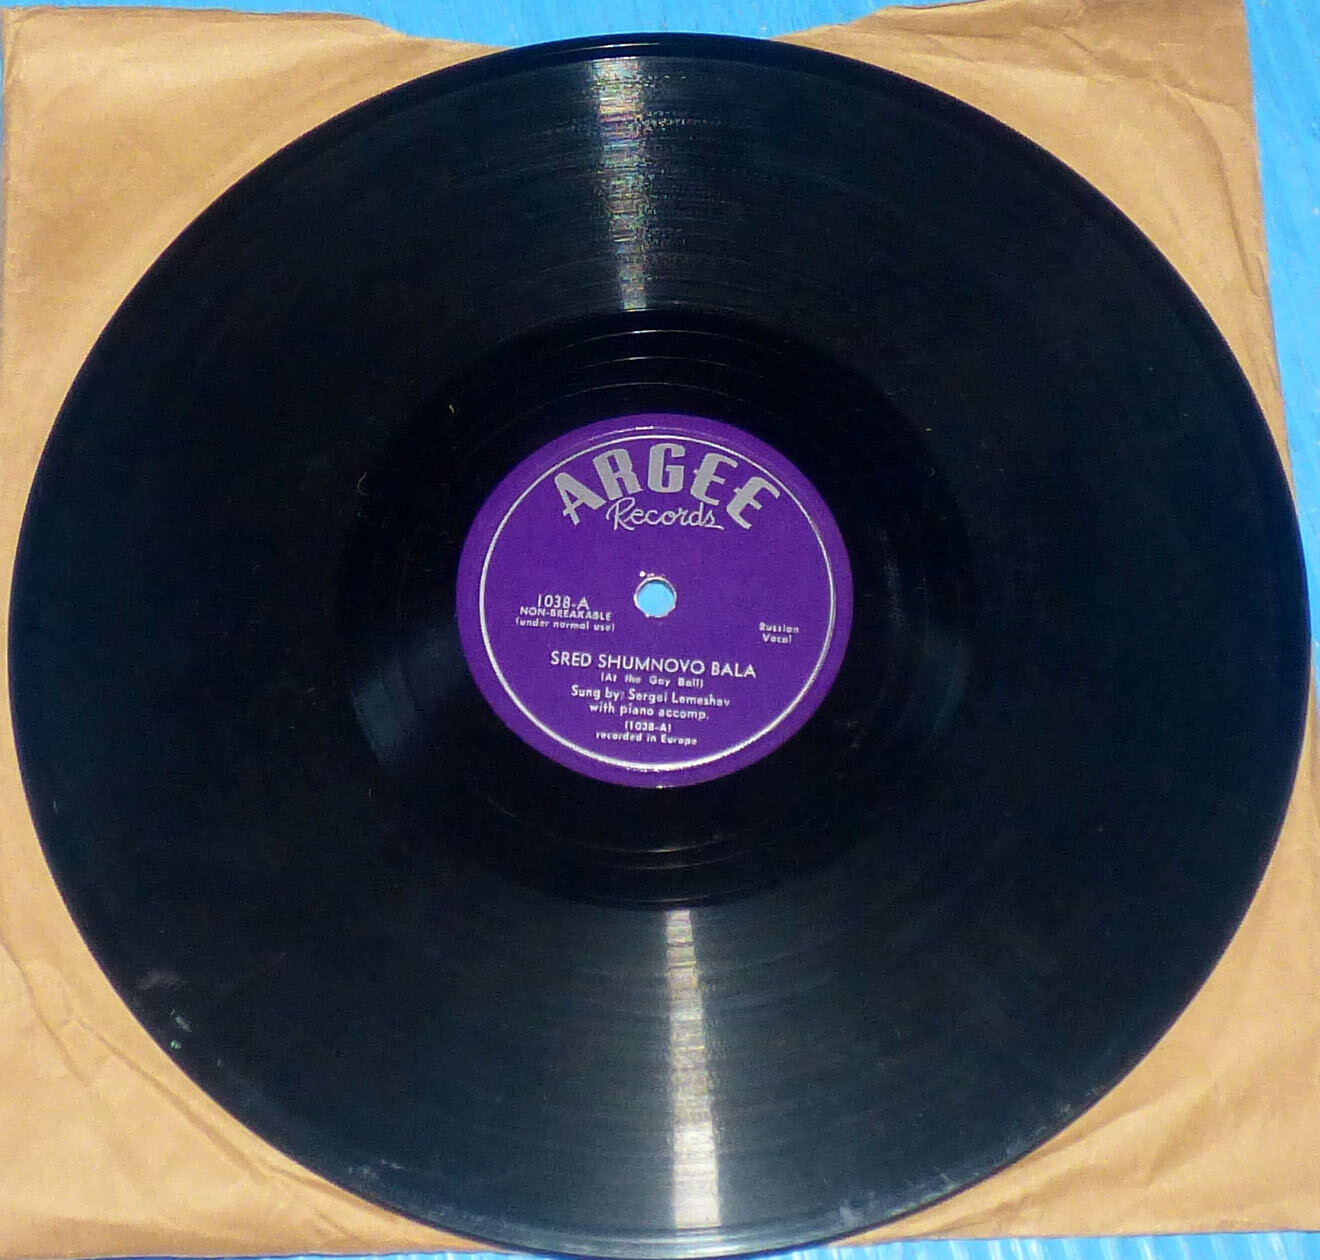 ARGEE
Records
1038-A
NON-BREAKABLE
(under normal use)
Russian
Vocal
SRED SHUMNOVO BALA
(At the Gay Ball)
Sung by: Sergei Lemeshev
with piano accomp.
(1038-A)
recorded in Europe